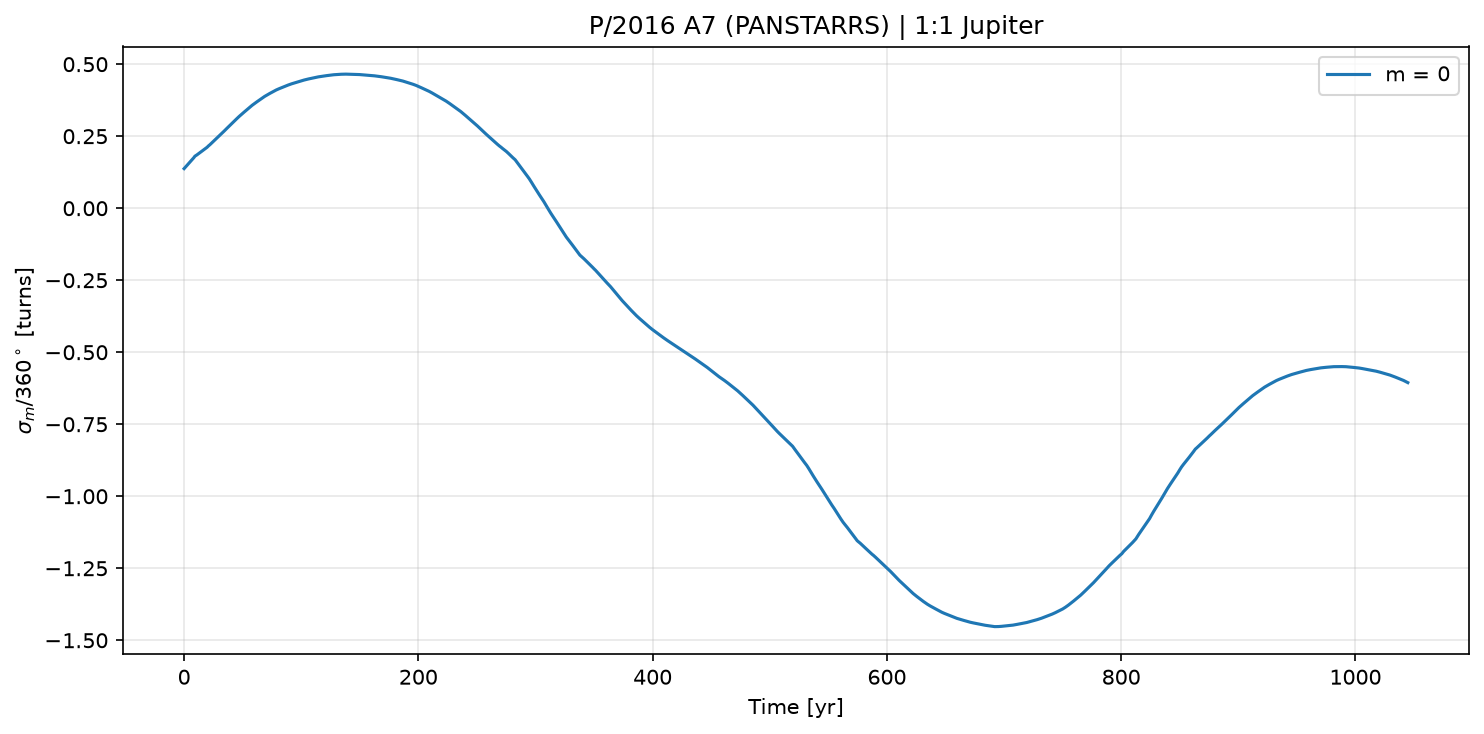 P/2016 A7 (PANSTARRS) | 1:1 Jupiter
m = 0
σₘ/360° [turns]
0.50
0.25
0.00
−0.25
−0.50
−0.75
−1.00
−1.25
−1.50
0 200 400 600 800 1000
Time [yr]